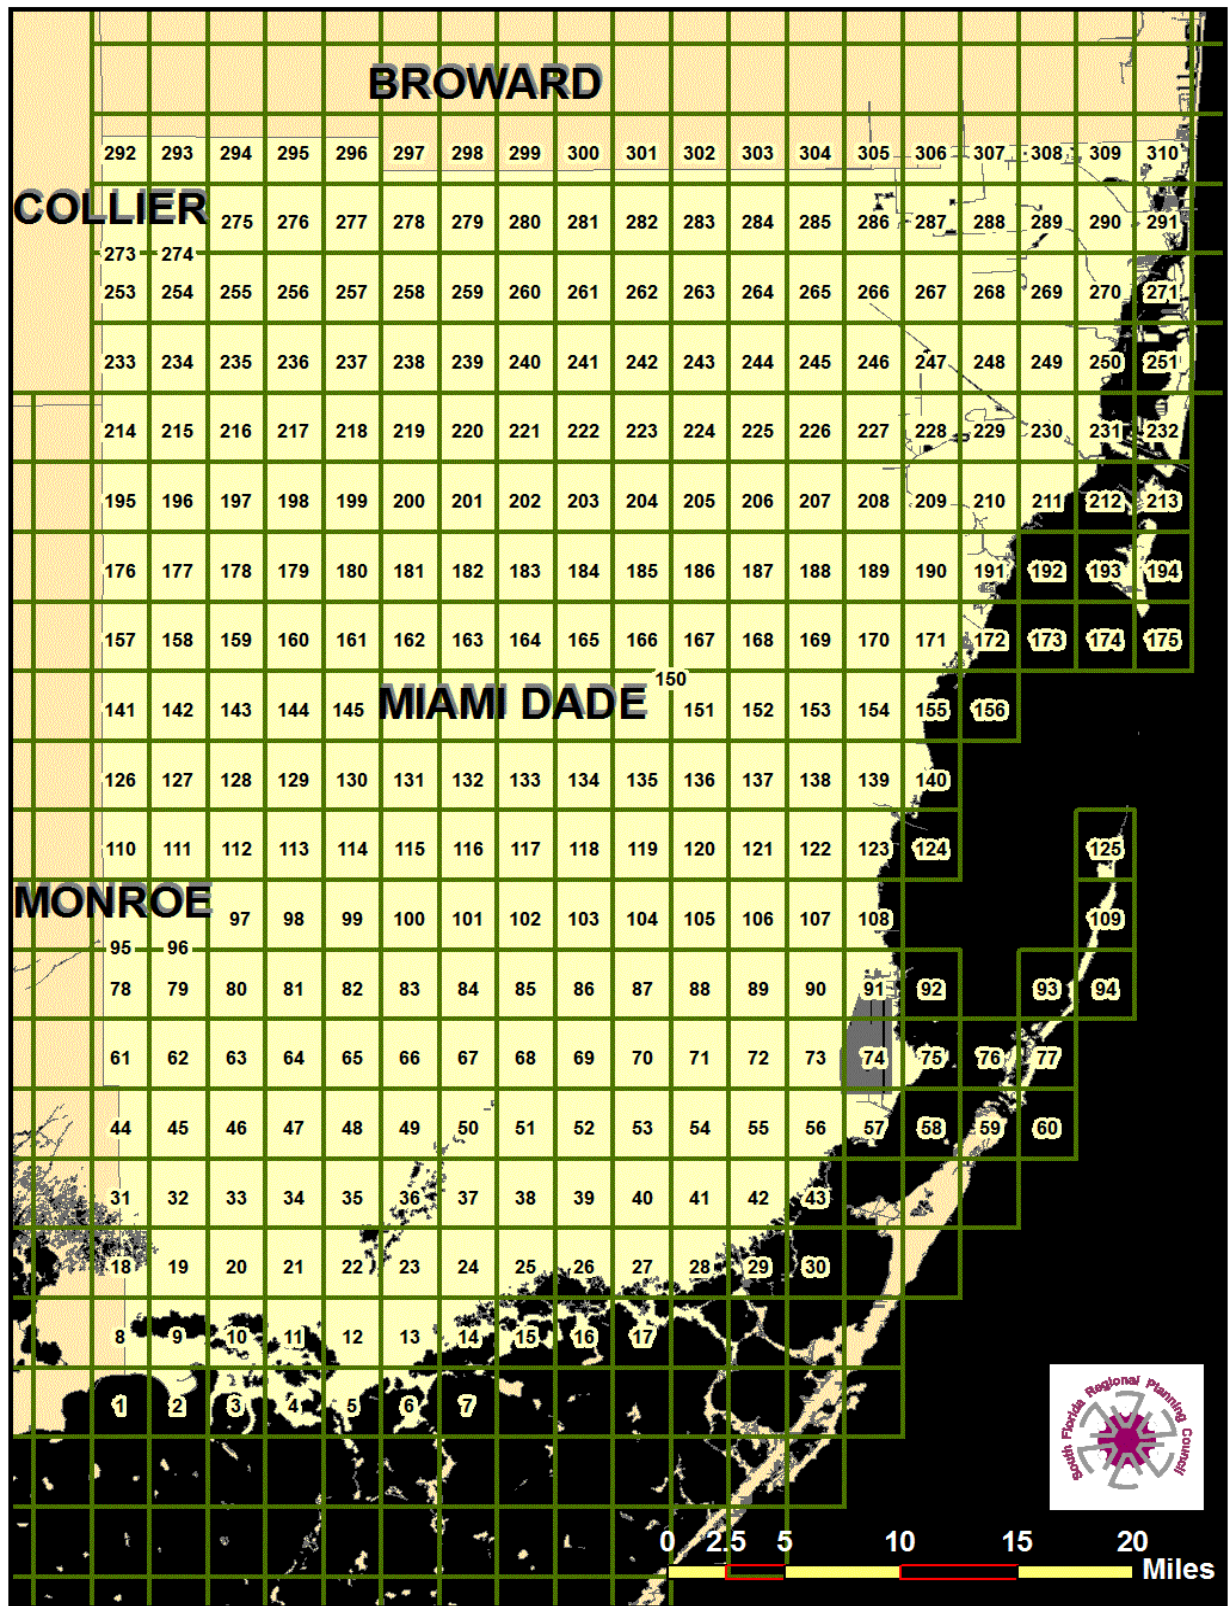 BROWARD
292 293 294 295 296 297 298 299 300 301 302 303 304 305 306 307 308 309 310
COLLIER
275 276 277 278 279 280 281 282 283 284 285 286 287 288 289 290 291
273 274
253 254 255 256 257 258 259 260 261 262 263 264 265 266 267 268 269 270 271
233 234 235 236 237 238 239 240 241 242 243 244 245 246 247 248 249 250 251
214 215 216 217 218 219 220 221 222 223 224 225 226 227 228 229 230 231 232
195 196 197 198 199 200 201 202 203 204 205 206 207 208 209 210 211 212 213
176 177 178 179 180 181 182 183 184 185 186 187 188 189 190 191 192 193 194
157 158 159 160 161 162 163 164 165 166 167 168 169 170 171 172 173 174 175
150
141 142 143 144 145 MIAMI DADE 151 152 153 154 155 156
126 127 128 129 130 131 132 133 134 135 136 137 138 139 140
110 111 112 113 114 115 116 117 118 119 120 121 122 123 124 125
MONROE
97 98 99 100 101 102 103 104 105 106 107 108 109
95 96
78 79 80 81 82 83 84 85 86 87 88 89 90 91 92 93 94
61 62 63 64 65 66 67 68 69 70 71 72 73 74 75 76 77
44 45 46 47 48 49 50 51 52 53 54 55 56 57 58 59 60
31 32 33 34 35 36 37 38 39 40 41 42 43
18 19 20 21 22 23 24 25 26 27 28 29 30
8 9 10 11 12 13 14 15 16 17
1 2 3 4 5 6 7
South Florida Regional Planning Council
0 2.5 5 10 15 20
Miles